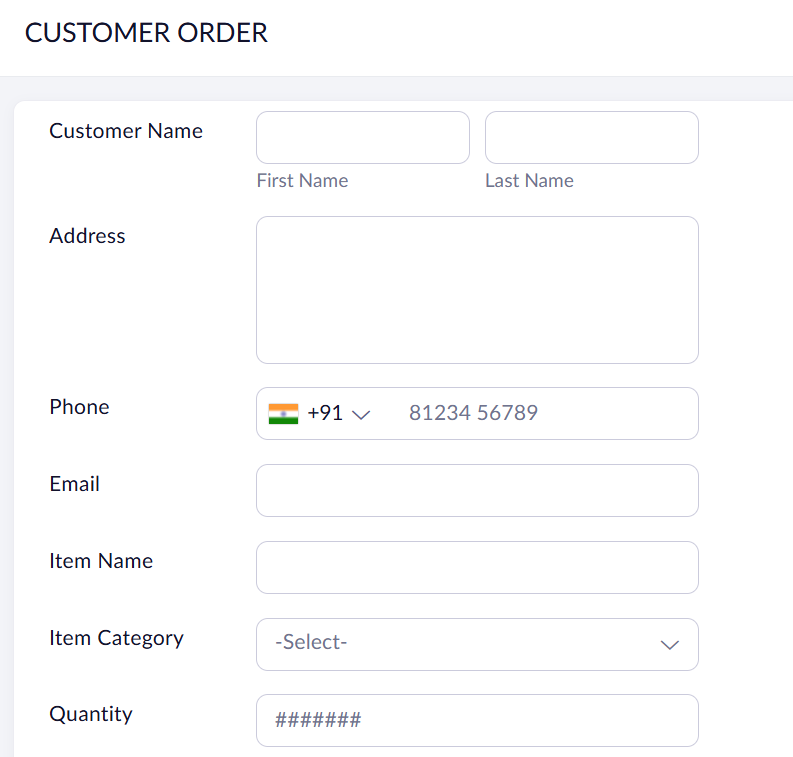 CUSTOMER ORDER
Customer Name
First Name Last Name
Address
Phone +91 81234 56789
Email
Item Name
Item Category -Select-
Quantity #######